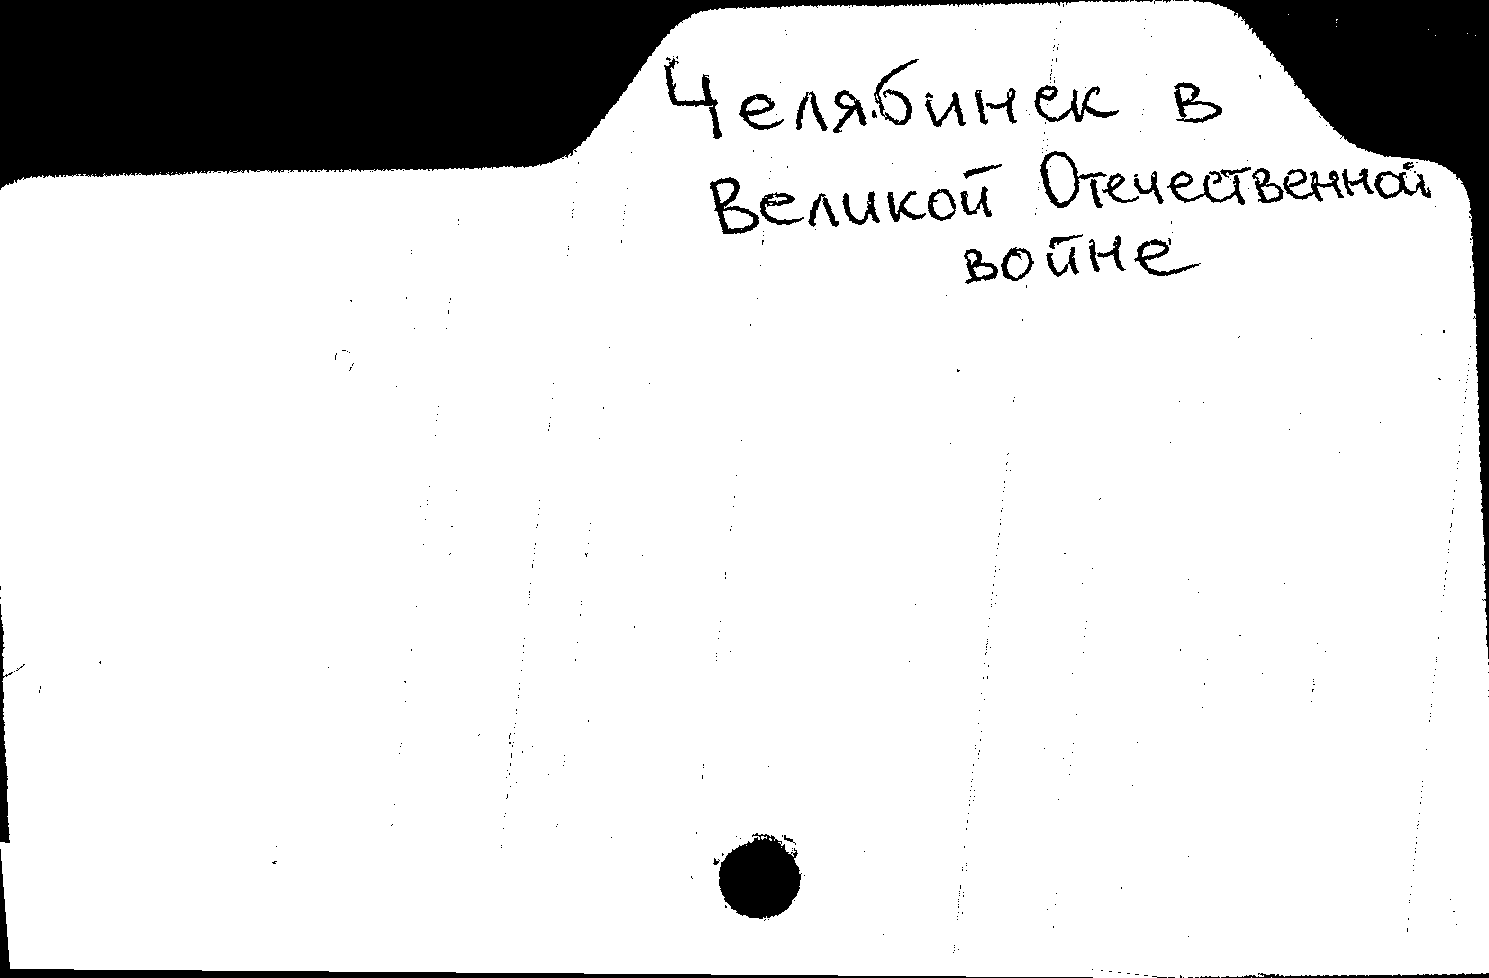 Челябинск в
Великой Отечественной
войне